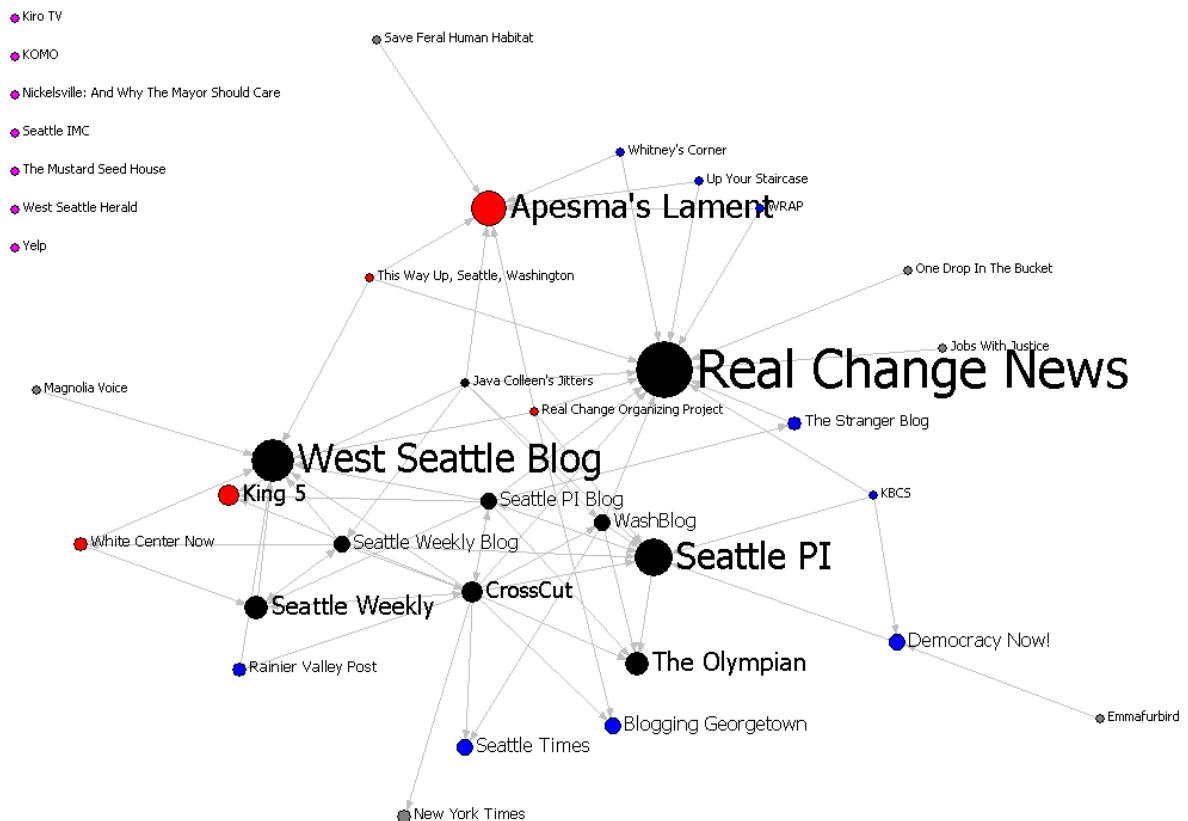 Kiro TV
Save Feral Human Habitat
KOMO
Nickelsville: And Why The Mayor Should Care
Seattle IMC
Whitney's Corner
The Mustard Seed House
Up Your Staircase
West Seattle Herald
Apesma's Lament
WRAP
Yelp
This Way Up, Seattle, Washington
One Drop In The Bucket
Jobs With Justice
Real Change News
Java Colleen's Jitters
Magnolia Voice
Real Change Organizing Project
The Stranger Blog
West Seattle Blog
King 5
Seattle PI Blog
KBCS
WashBlog
White Center Now
Seattle Weekly Blog
Seattle PI
CrossCut
Seattle Weekly
Democracy Now!
Rainier Valley Post
The Olympian
Emmafurbird
Blogging Georgetown
Seattle Times
New York Times